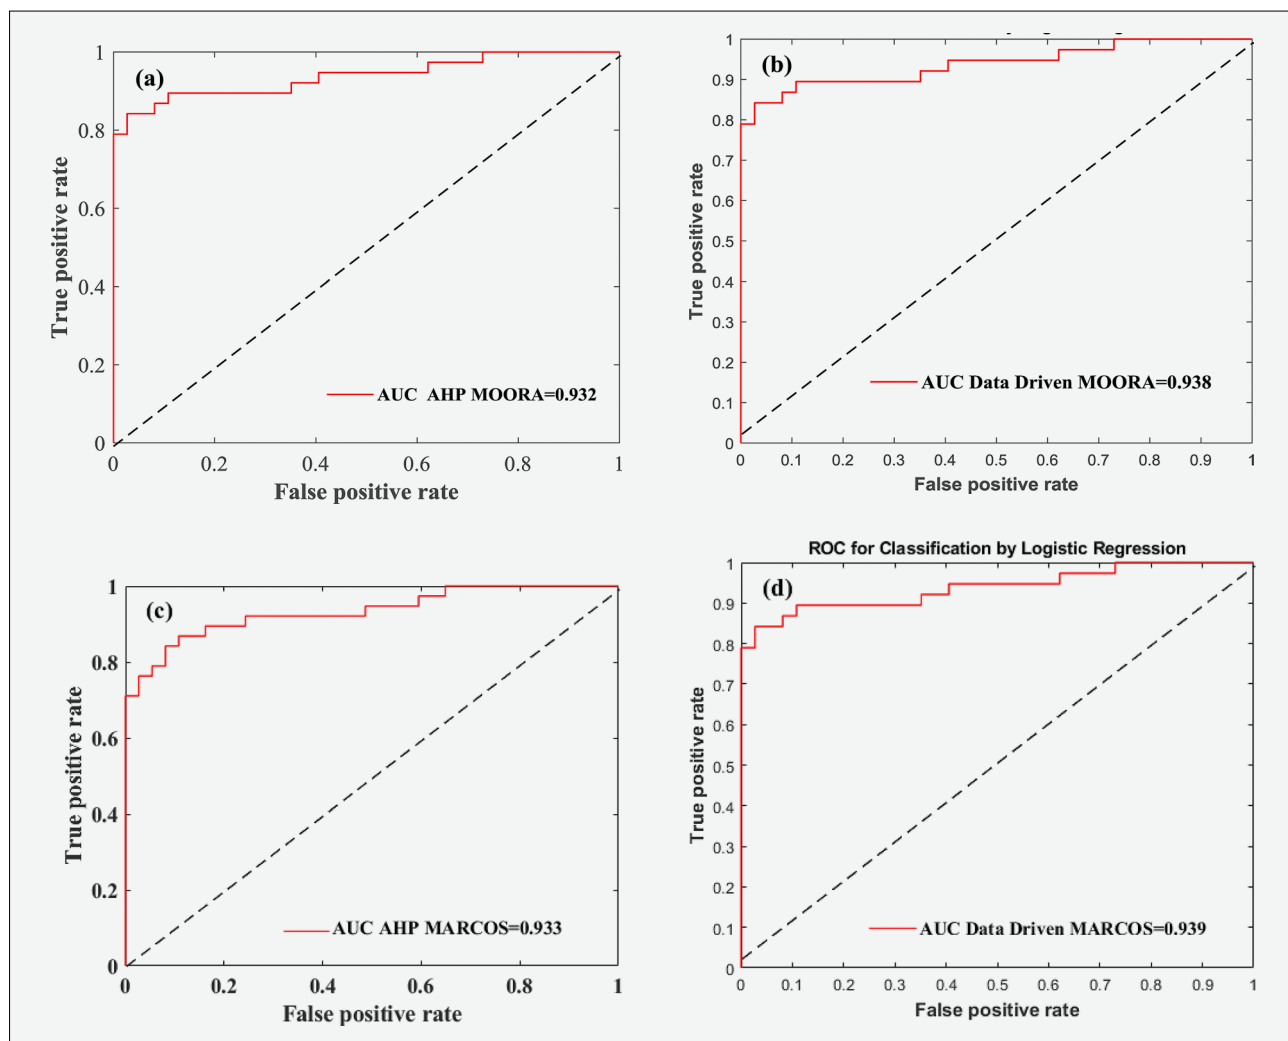 (a)
1
0.8
0.6
0.4
0.2
0
True positive rate
AUC AHP MOORA=0.932
0 0.2 0.4 0.6 0.8 1
False positive rate
(b)
1
0.9
0.8
0.7
0.6
0.5
0.4
0.3
0.2
0.1
0
True positive rate
AUC Data Driven MOORA=0.938
0 0.1 0.2 0.3 0.4 0.5 0.6 0.7 0.8 0.9 1
False positive rate
(c)
1
0.8
0.6
0.4
0.2
0
True positive rate
AUC AHP MARCOS=0.933
0 0.2 0.4 0.6 0.8 1
False positive rate
ROC for Classification by Logistic Regression
(d)
1
0.9
0.8
0.7
0.6
0.5
0.4
0.3
0.2
0.1
0
True positive rate
AUC Data Driven MARCOS=0.939
0 0.1 0.2 0.3 0.4 0.5 0.6 0.7 0.8 0.9 1
False positive rate